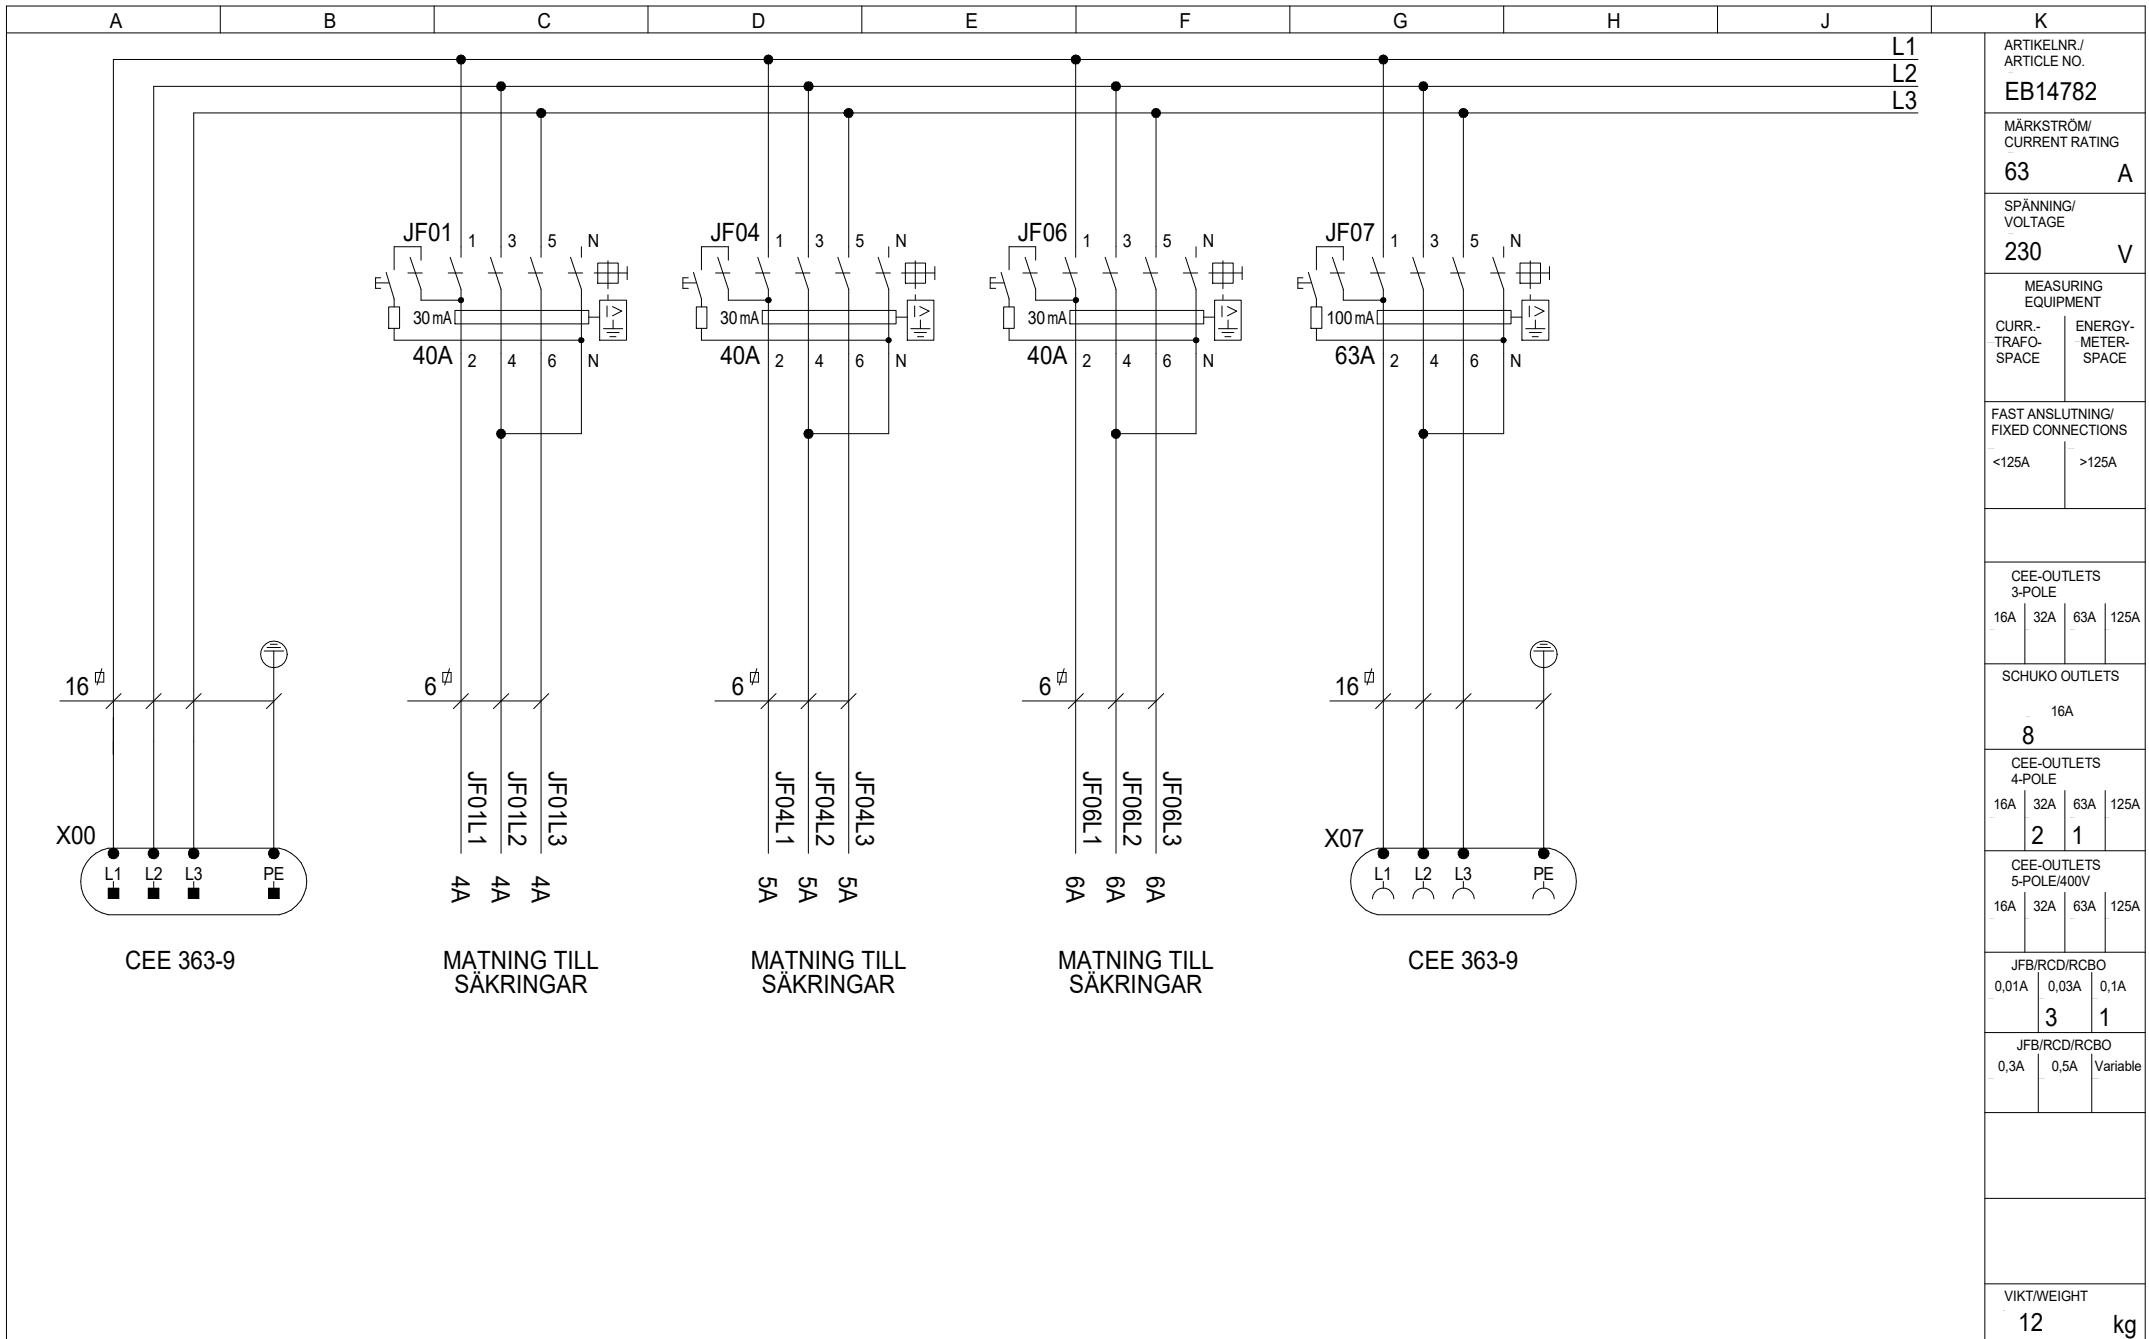 A B C D E F G H J K
L1
L2
L3
JF01 1 3 5 N
30 mA
I>
40A 2 4 6 N
JF04 1 3 5 N
30 mA
I>
40A 2 4 6 N
JF06 1 3 5 N
30 mA
I>
40A 2 4 6 N
JF07 1 3 5 N
100 mA
I>
63A 2 4 6 N
16
6
6
6
16
X00
L1 L2 L3 PE
CEE 363-9
JF01L1
JF01L2
JF01L3
4A 4A 4A
MATNING TILL
SÄKRINGAR
JF04L1
JF04L2
JF04L3
5A 5A 5A
MATNING TILL
SÄKRINGAR
JF06L1
JF06L2
JF06L3
6A 6A 6A
MATNING TILL
SÄKRINGAR
X07
L1 L2 L3 PE
CEE 363-9
ARTIKELNR./
ARTICLE NO.
EB14782
MÄRKSTRÖM/
CURRENT RATING
63 A
SPÄNNING/
VOLTAGE
230 V
MEASURING
EQUIPMENT
CURR.-
TRAFO-
SPACE
ENERGY-
METER-
SPACE
FAST ANSLUTNING/
FIXED CONNECTIONS
<125A >125A
CEE-OUTLETS
3-POLE
16A 32A 63A 125A
SCHUKO OUTLETS
16A
8
CEE-OUTLETS
4-POLE
16A 32A 63A 125A
2 1
CEE-OUTLETS
5-POLE/400V
16A 32A 63A 125A
JFB/RCD/RCBO
0,01A 0,03A 0,1A
3 1
JFB/RCD/RCBO
0,3A 0,5A Variable
VIKT/WEIGHT
12 kg